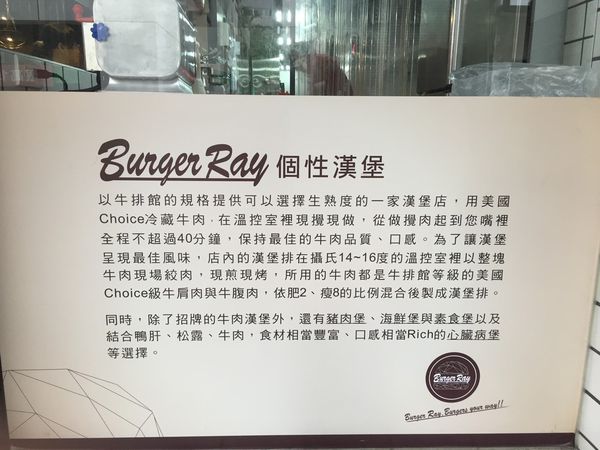 Burger Ray 個性漢堡
以牛排館的規格提供可以選擇生熟度的一家漢堡店，用美國
Choice冷藏牛肉，在溫控室裡現攪現做，從做攪肉起到您嘴裡
全程不超過40分鐘，保持最佳的牛肉品質、口感。為了讓漢堡
呈現最佳風味，店內的漢堡排在攝氏14~16度的溫控室裡以整塊
牛肉現場絞肉，現煎現烤，所用的牛肉都是牛排館等級的美國
Choice級牛肩肉與牛腹肉，依肥2、瘦8的比例混合後製成漢堡排。
同時，除了招牌的牛肉漢堡外，還有豬肉堡、海鮮堡與素食堡以及
結合鴨肝、松露、牛肉，食材相當豐富、口感相當Rich的心臟病堡
等選擇。
Burger Ray
Burger Ray, Burgers your way!!